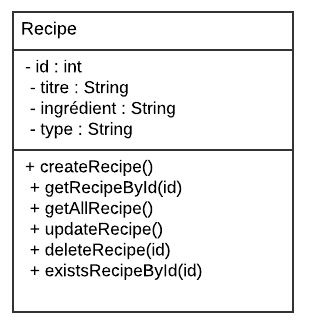 Recipe
- id : int
- titre : String
- ingrédient : String
- type : String
+ createRecipe()
+ getRecipeById(id)
+ getAllRecipe()
+ updateRecipe()
+ deleteRecipe(id)
+ existsRecipeById(id)